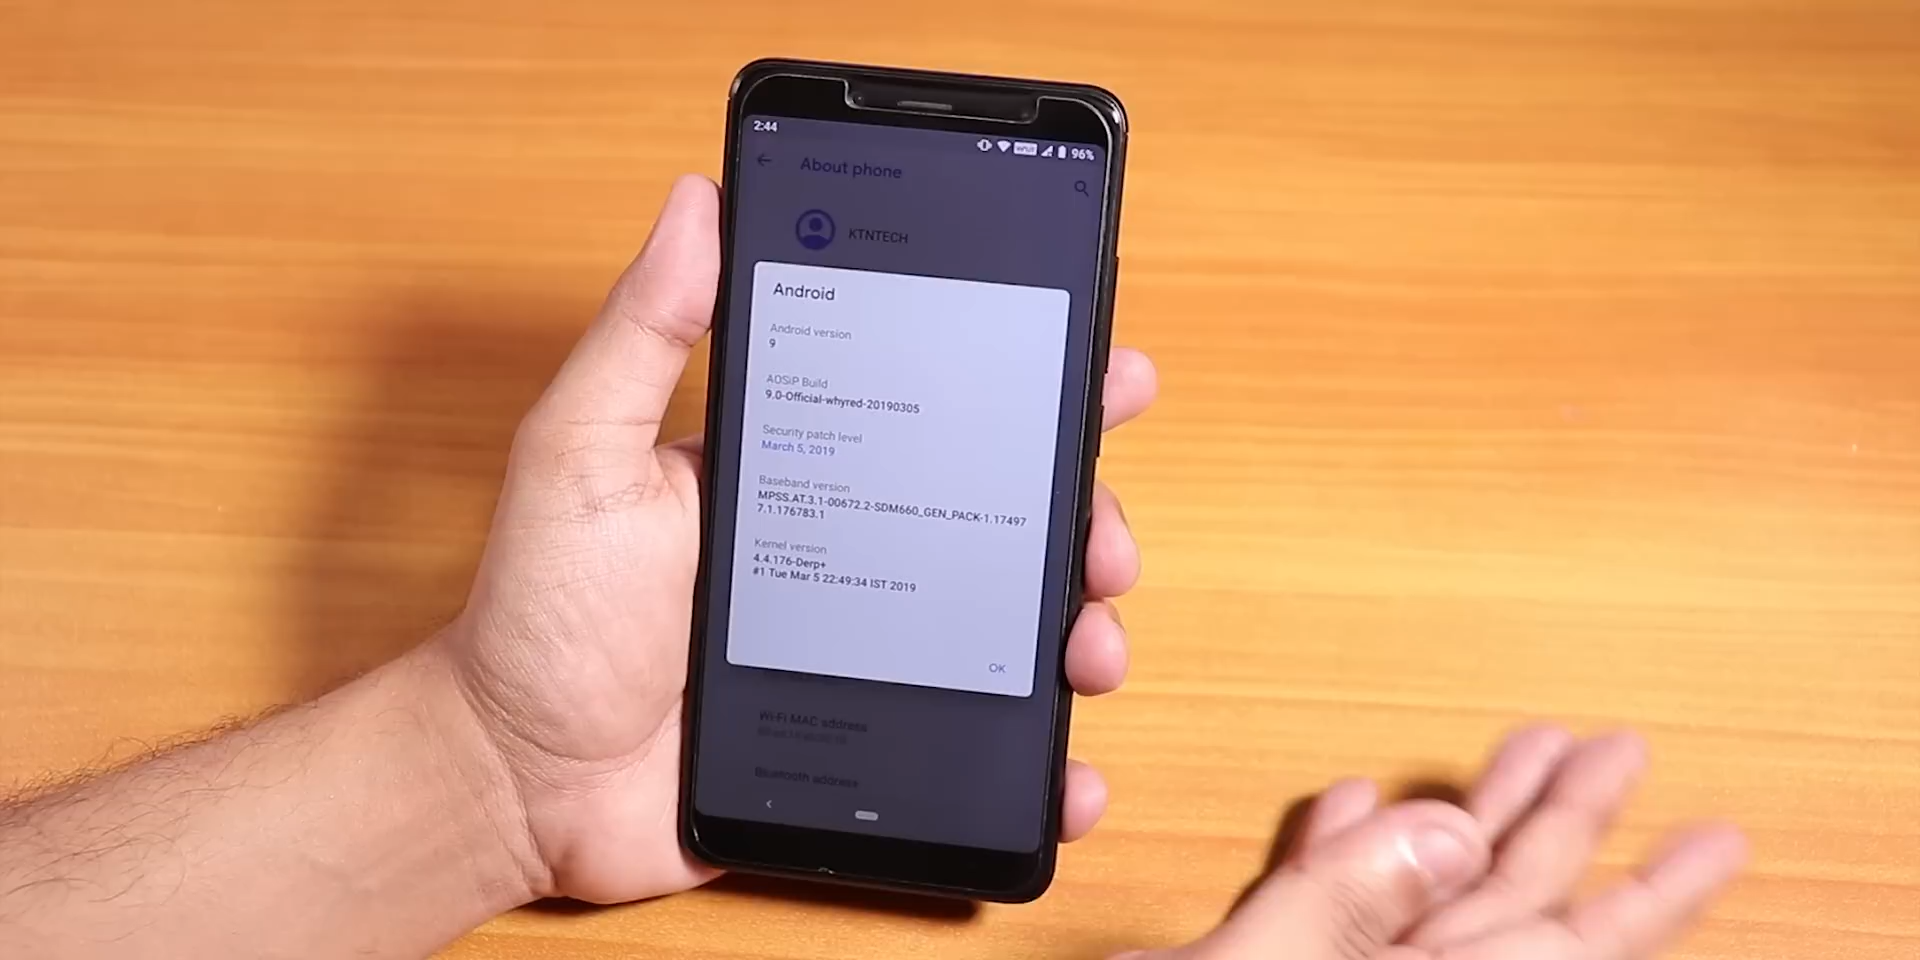 2:44
96%
About phone
KTNTECH
Android
Android version
9
AOSiP Build
9.0-Official-whyred-20190305
Security patch level
March 5, 2019
Baseband version
MPSS.AT.3.1-00672.2-SDM660_GEN_PACK-1.17497
7.1.176783.1
Kernel version
4.4.176-Derp+
#1 Tue Mar 5 22:49:34 IST 2019
OK
Wi-Fi MAC address
Bluetooth address